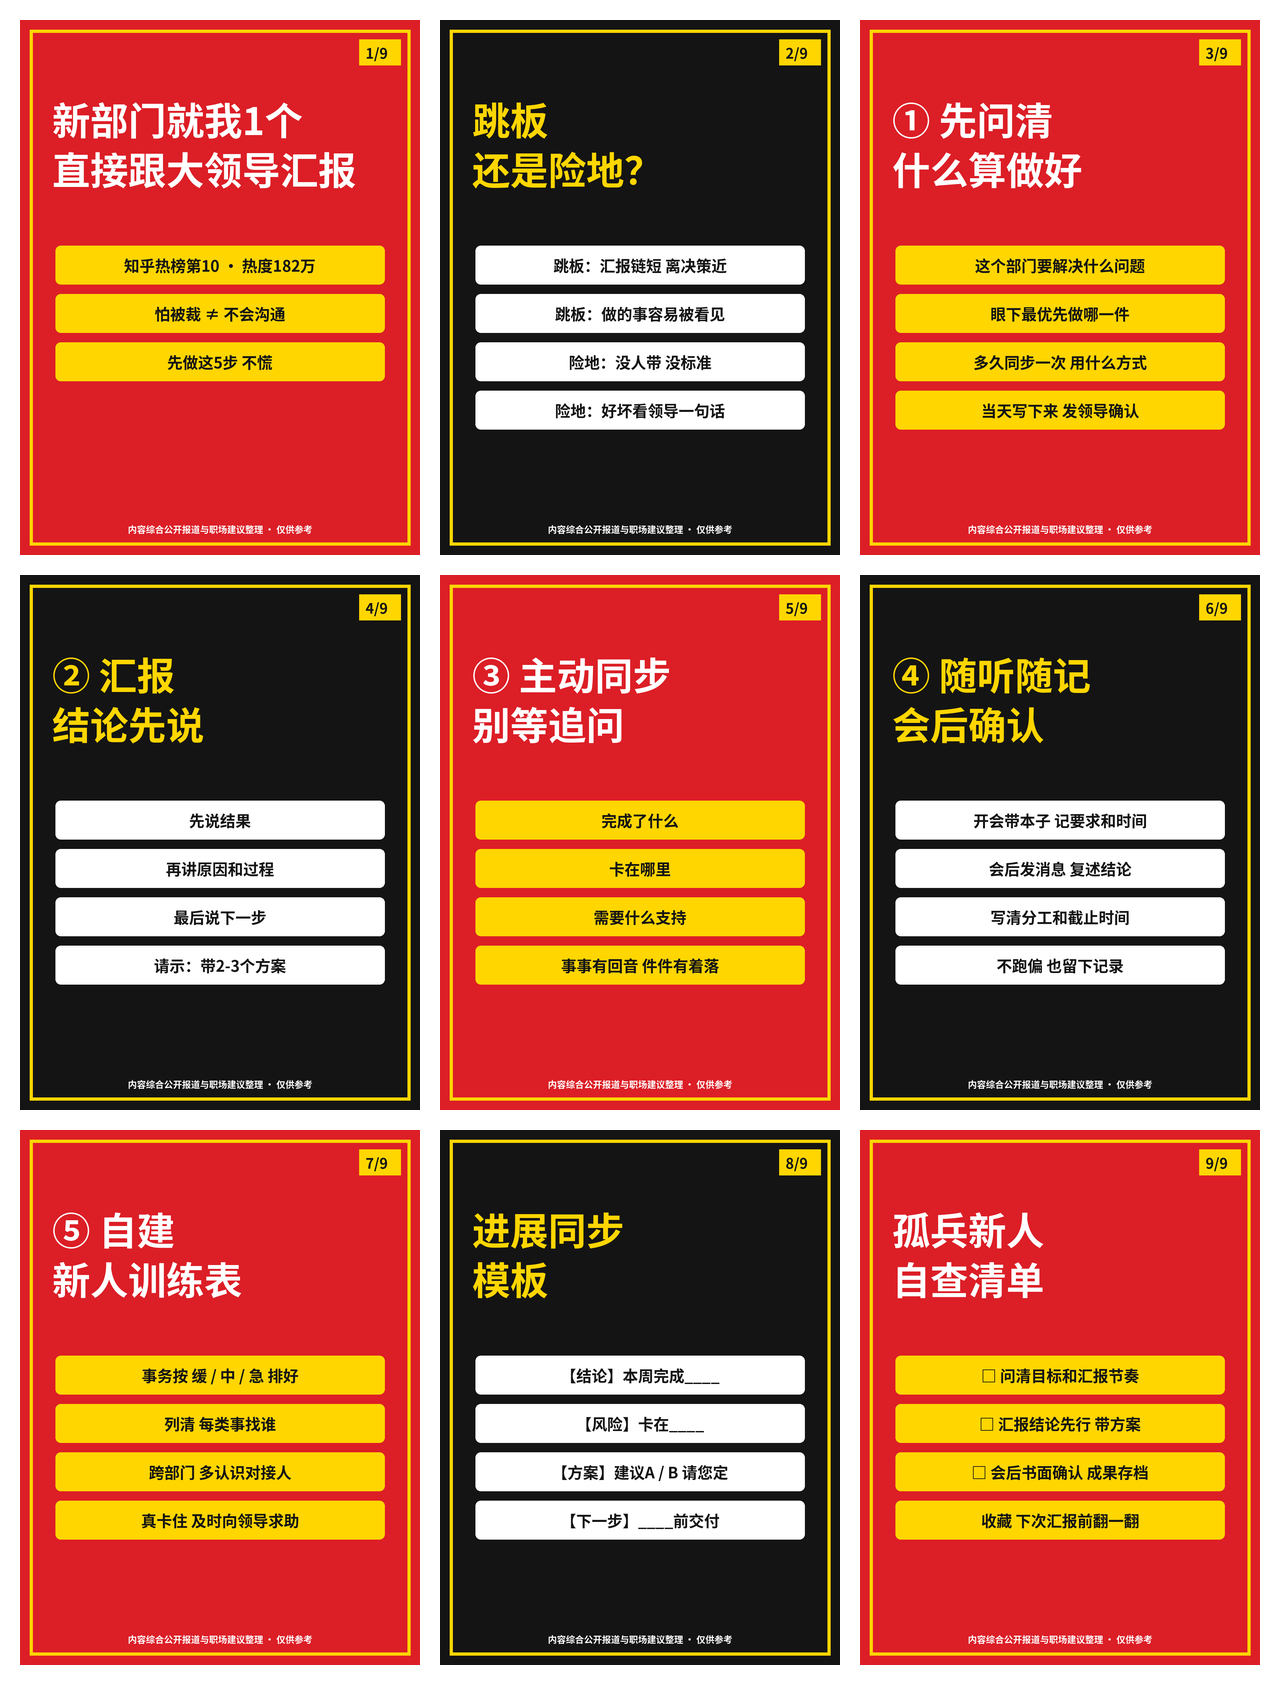 1/9
新部门就我1个
直接跟大领导汇报
知乎热榜第10 · 热度182万
怕被裁 ≠ 不会沟通
先做这5步 不慌
内容综合公开报道与职场建议整理 · 仅供参考
2/9
跳板
还是险地？
跳板：汇报链短 离决策近
跳板：做的事容易被看见
险地：没人带 没标准
险地：好坏看领导一句话
内容综合公开报道与职场建议整理 · 仅供参考
3/9
① 先问清
什么算做好
这个部门要解决什么问题
眼下最优先做哪一件
多久同步一次 用什么方式
当天写下来 发领导确认
内容综合公开报道与职场建议整理 · 仅供参考
4/9
② 汇报
结论先说
先说结果
再讲原因和过程
最后说下一步
请示：带2-3个方案
内容综合公开报道与职场建议整理 · 仅供参考
5/9
③ 主动同步
别等追问
完成了什么
卡在哪里
需要什么支持
事事有回音 件件有着落
内容综合公开报道与职场建议整理 · 仅供参考
6/9
④ 随听随记
会后确认
开会带本子 记要求和时间
会后发消息 复述结论
写清分工和截止时间
不跑偏 也留下记录
内容综合公开报道与职场建议整理 · 仅供参考
7/9
⑤ 自建
新人训练表
事务按 缓 / 中 / 急 排好
列清 每类事找谁
跨部门 多认识对接人
真卡住 及时向领导求助
内容综合公开报道与职场建议整理 · 仅供参考
8/9
进展同步
模板
【结论】本周完成____
【风险】卡在____
【方案】建议A / B 请您定
【下一步】____前交付
内容综合公开报道与职场建议整理 · 仅供参考
9/9
孤兵新人
自查清单
□ 问清目标和汇报节奏
□ 汇报结论先行 带方案
□ 会后书面确认 成果存档
收藏 下次汇报前翻一翻
内容综合公开报道与职场建议整理 · 仅供参考